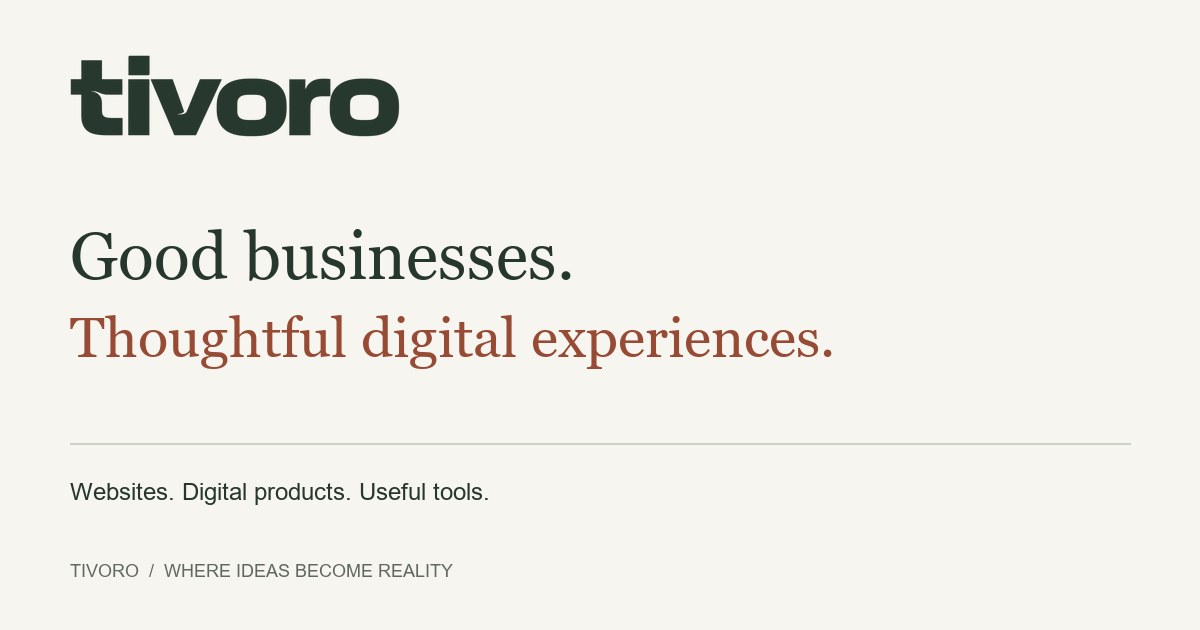 tivoro
Good businesses.
Thoughtful digital experiences.
Websites. Digital products. Useful tools.
TIVORO / WHERE IDEAS BECOME REALITY